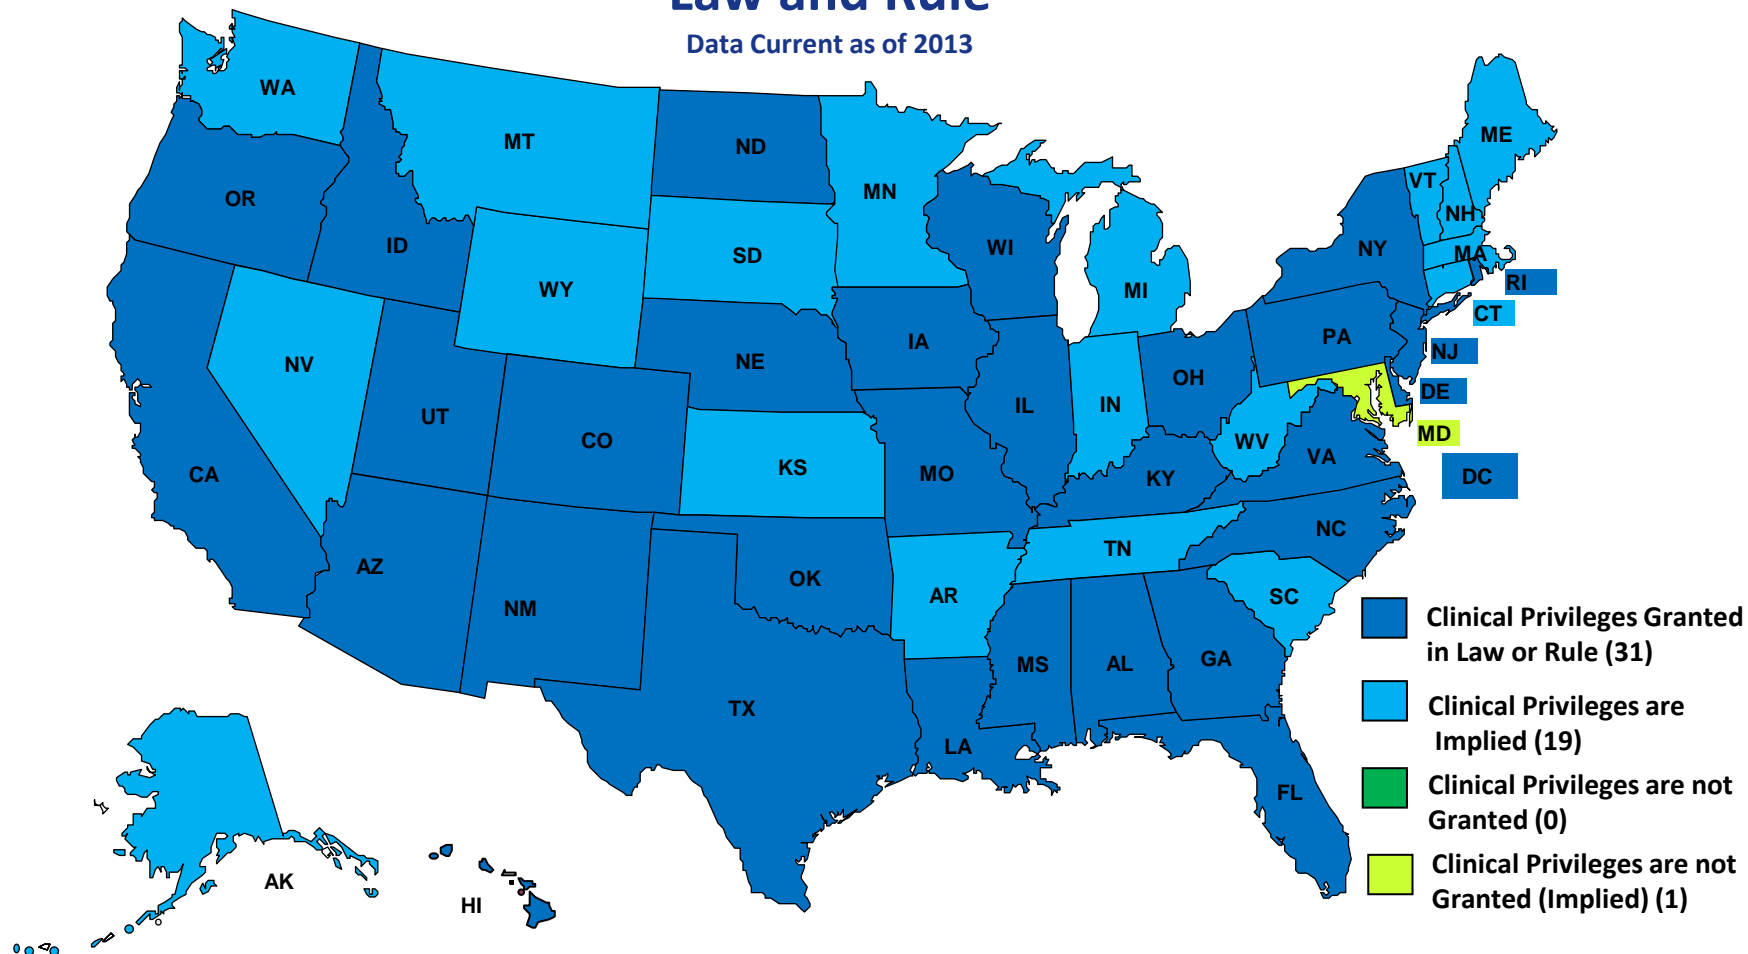 Law and Rule
Data Current as of 2013
WA
MT
ND
MN
ME
VT
NH
OR
ID
SD
WI
NY
MA
WY
MI
RI
CT
NV
NE
IA
PA
NJ
UT
CO
IL
IN
OH
DE
MD
CA
KS
MO
KY
WV
VA
DC
AZ
NM
OK
AR
TN
NC
SC
TX
LA
MS
AL
GA
FL
AK
HI
Clinical Privileges Granted
in Law or Rule (31)
Clinical Privileges are
Implied (19)
Clinical Privileges are not
Granted (0)
Clinical Privileges are not
Granted (Implied) (1)